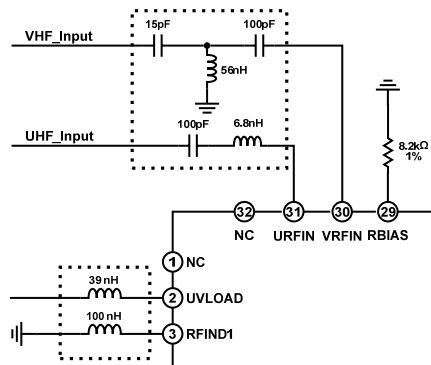 15pF
100pF
VHF_Input
56nH
100pF
6.8nH
UHF_Input
8.2kΩ
1%
32
31
30
29
NC
URFIN
VRFIN
RBIAS
1
NC
39 nH
2
UVLOAD
100 nH
3
RFIND1